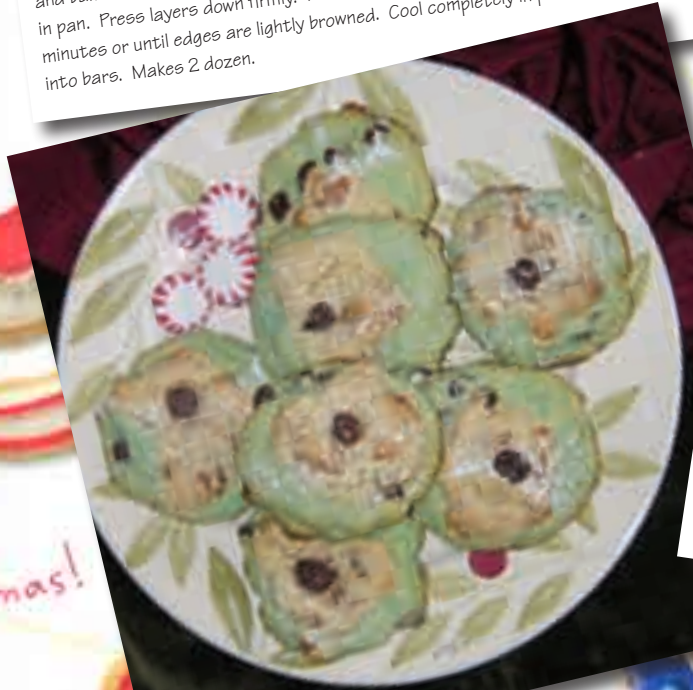 in pan. Press layers down firmly.
minutes or until edges are lightly browned. Cool completely
into bars. Makes 2 dozen.
mas!